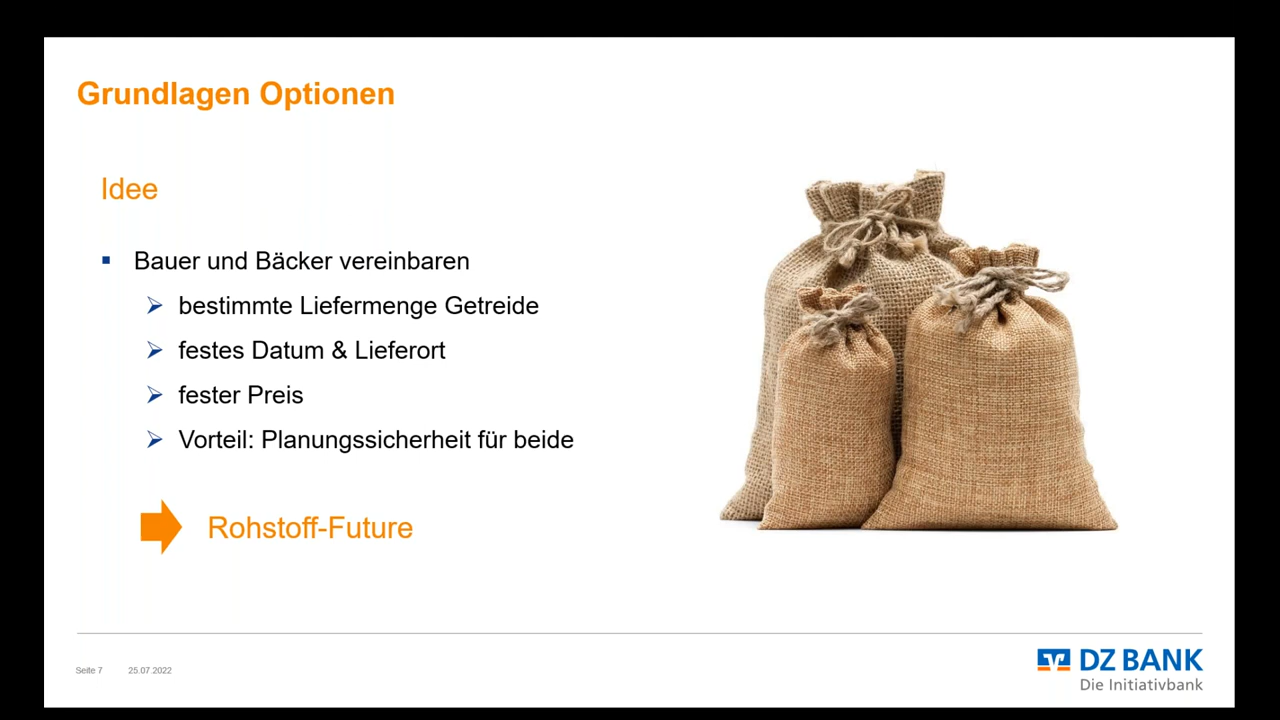 Grundlagen Optionen
Idee
Bauer und Bäcker vereinbaren
bestimmte Liefermenge Getreide
festes Datum & Lieferort
fester Preis
Vorteil: Planungssicherheit für beide
Rohstoff-Future
Seite 7 25.07.2022
DZ BANK
Die Initiativbank